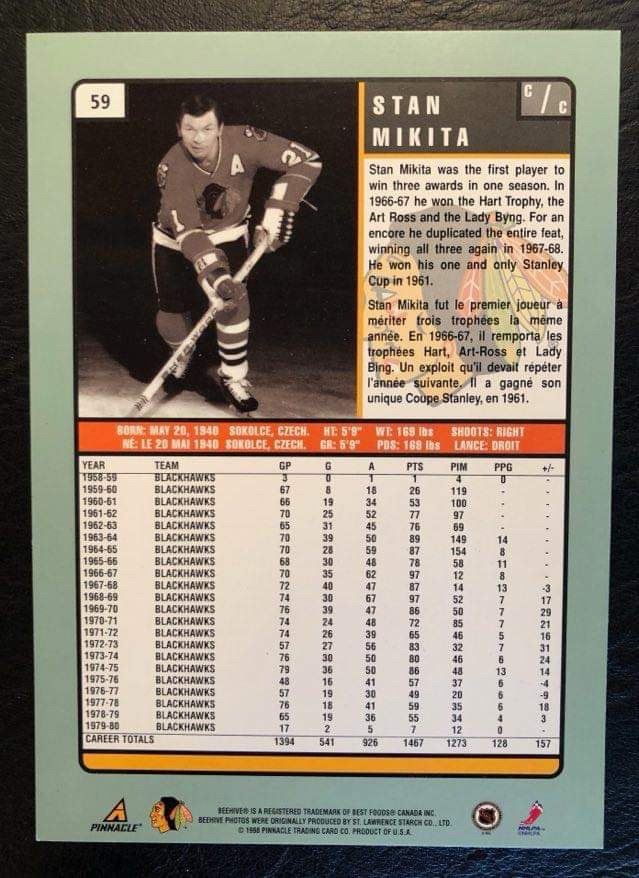 59
STAN
MIKITA
C / C
Stan Mikita was the first player to
win three awards in one season. In
1966-67 he won the Hart Trophy, the
Art Ross and the Lady Byng. For an
encore he duplicated the entire feat,
winning all three again in 1967-68.
He won his one and only Stanley
Cup in 1961.
Stan Mikita fut le premier joueur à
mériter trois trophées la même
année. En 1966-67, il remporta les
trophées Hart, Art-Ross et Lady
Bing. Un exploit qu'il devait répéter
l'année suivante. Il a gagné son
unique Coupe Stanley, en 1961.
A
21
BORN: MAY 20, 1940 SOKOLCE, CZECH. HT: 5'9" WT: 169 lbs SHOOTS: RIGHT
NÉ: LE 20 MAI 1940 SOKOLCE, CZECH. GR: 5'9" PDS: 169 lbs LANCE: DROIT
YEAR TEAM GP G A PTS PIM PPG +/-
1958-59 BLACKHAWKS 3 0 1 1 4 0 -
1959-60 BLACKHAWKS 67 8 18 26 119 - -
1960-61 BLACKHAWKS 66 19 34 53 100 - -
1961-62 BLACKHAWKS 70 25 52 77 97 - -
1962-63 BLACKHAWKS 65 31 45 76 69 - -
1963-64 BLACKHAWKS 70 39 50 89 149 14 -
1964-65 BLACKHAWKS 70 28 59 87 154 8 -
1965-66 BLACKHAWKS 68 30 48 78 58 11 -
1966-67 BLACKHAWKS 70 35 62 97 12 8 -
1967-68 BLACKHAWKS 72 40 47 87 14 13 -3
1968-69 BLACKHAWKS 74 30 67 97 52 7 17
1969-70 BLACKHAWKS 76 39 47 86 50 7 29
1970-71 BLACKHAWKS 74 24 48 72 85 7 21
1971-72 BLACKHAWKS 74 26 39 65 46 5 16
1972-73 BLACKHAWKS 57 27 56 83 32 7 31
1973-74 BLACKHAWKS 76 30 50 80 46 6 24
1974-75 BLACKHAWKS 79 36 50 86 48 13 14
1975-76 BLACKHAWKS 48 16 41 57 37 6 -4
1976-77 BLACKHAWKS 57 19 30 49 20 6 -9
1977-78 BLACKHAWKS 76 18 41 59 35 6 18
1978-79 BLACKHAWKS 65 19 36 55 34 4 3
1979-80 BLACKHAWKS 17 2 5 7 12 0 -
CAREER TOTALS 1394 541 926 1467 1273 128 157
PINNACLE
BEEHIVE® IS A REGISTERED TRADEMARK OF BEST FOODS® CANADA INC.
BEEHIVE PHOTOS WERE ORIGINALLY PRODUCED BY ST. LAWRENCE STARCH CO., LTD.
© 1998 PINNACLE TRADING CARD CO. PRODUCT OF U.S.A.